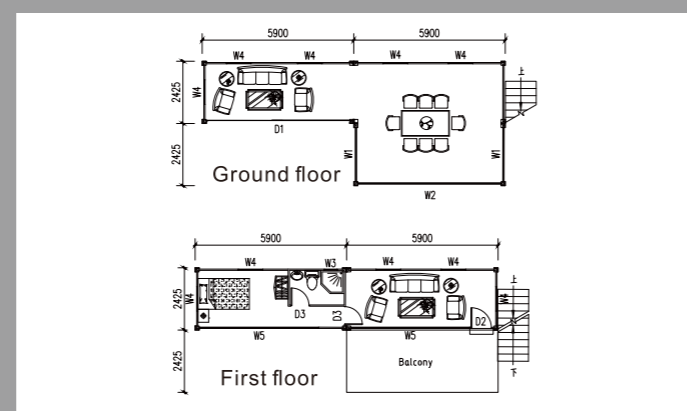 5900 5900
W4 W4 W4 W4
上
2425
W4
D1
2425
W1 W1
Ground floor
W2
5900 5900
W4 W3 W4 W4
上
2425
W4 W4
D3 D3 D2
W5 W5
下
2425
Balcony
First floor